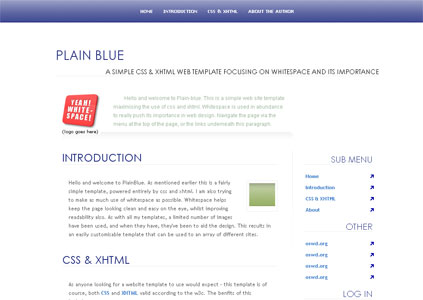 HOME INTRODUCTION CSS & XHTML ABOUT THE AUTHOR
PLAIN BLUE
A SIMPLE CSS & XHTML WEB TEMPLATE FOCUSING ON WHITESPACE AND ITS IMPORTANCE
YEAH!
WHITE-
SPACE!
(logo goes here)
Hello and welcome to Plain blue. This is a simple web site template
maximising the use of css and xhtml. Whitespace is used in abundance
to really push its importance in web design. Navigate the page via the
menu at the top of the page, or the links underneath this paragraph.
INTRODUCTION
Hello and welcome to PlainBlue. As mentioned earlier this is a fairly
simple template, powered entirely by css and xhtml. I am also trying
to make as much use of whitespace as possible. Whitespace helps
keep the page looking clean and easy on the eye, whilst improving
readability also. As with all my templates, a limited number of images
have been used, and when they have, they've been to aid the design. This results in
an easily customisable template that can be used to an array of different sites.
CSS & XHTML
As anyone looking for a website template to use would expect - this template is of
course, both CSS and XHTML valid according to the w3c. The benefits of this
SUB MENU
Home
Introduction
CSS & XHTML
About
OTHER
oswd.org
oswd.org
oswd.org
oswd.org
LOG IN